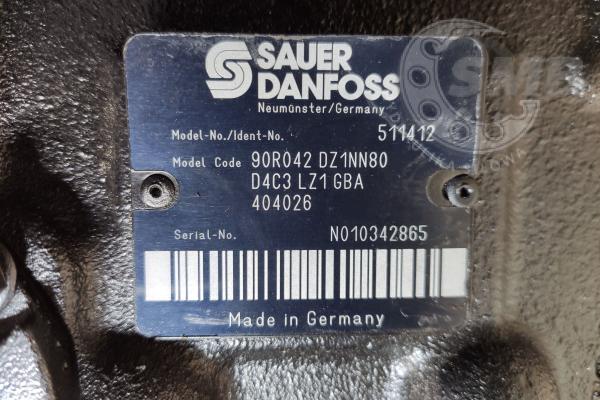 SAUER
DANFOSS
Neumünster/Germany
Model-No./Ident-No. 511412
Model Code 90R042 DZ1NN80
D4C3 LZ1 GBA
404026
Serial-No. N010342865
Made in Germany
SMP